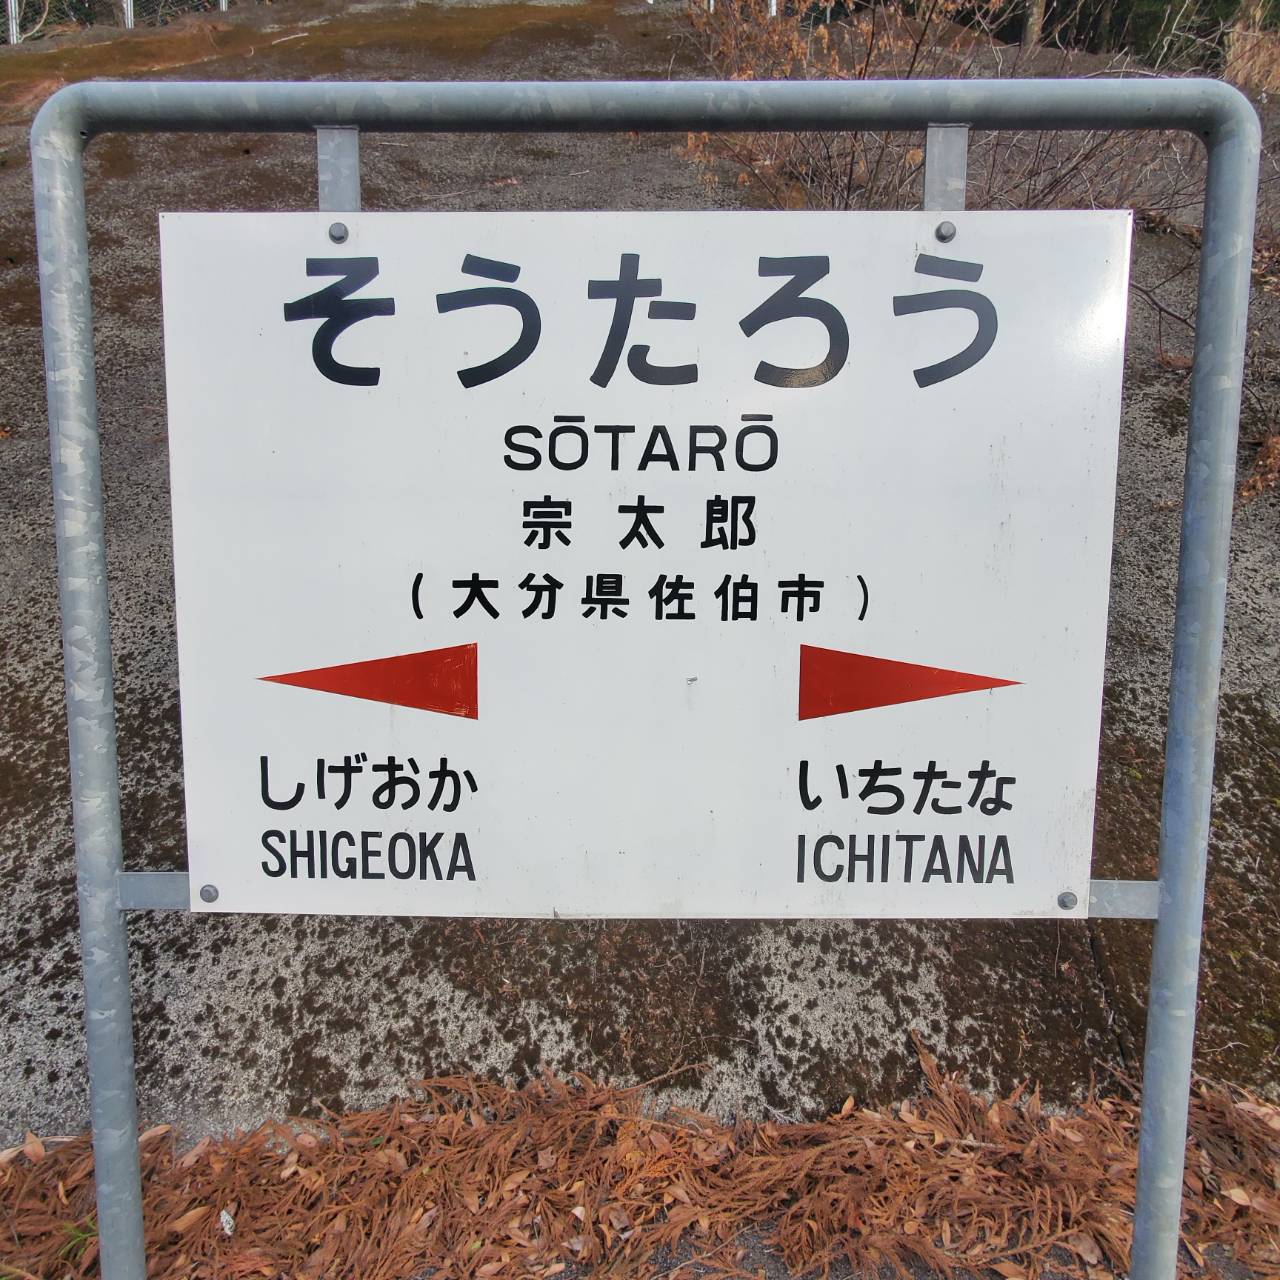 そうたろう
SŌTARŌ
宗太郎
(大分県佐伯市)
しげおか いちたな
SHIGEOKA ICHITANA